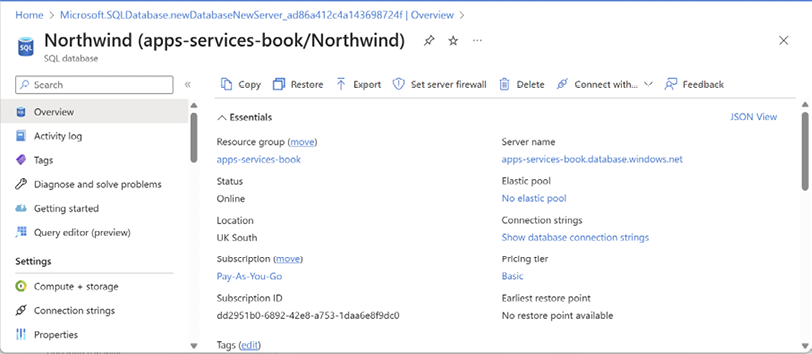 Home > Microsoft.SQLDatabase.newDatabaseNewServer_ad86a412c4a143698724f | Overview >
Northwind (apps-services-book/Northwind)
SQL database
Search
Copy Restore Export Set server firewall Delete Connect with... Feedback
Overview
Activity log
Tags
Diagnose and solve problems
Getting started
Query editor (preview)
Settings
Compute + storage
Connection strings
Properties
Essentials
JSON View
Resource group (move)
apps-services-book
Status
Online
Location
UK South
Subscription (move)
Pay-As-You-Go
Subscription ID
dd2951b0-6892-42e8-a753-1daa6e8f9dc0
Tags (edit)
Server name
apps-services-book.database.windows.net
Elastic pool
No elastic pool
Connection strings
Show database connection strings
Pricing tier
Basic
Earliest restore point
No restore point available